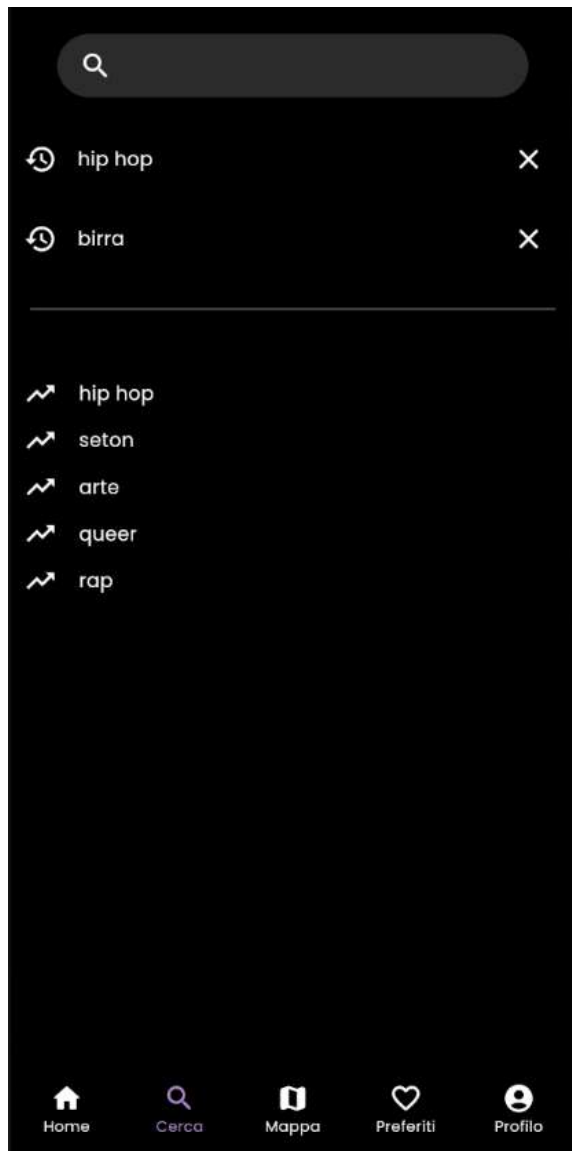 hip hop
birra
hip hop
seton
arte
queer
rap
Home Cerca Mappa Preferiti Profilo